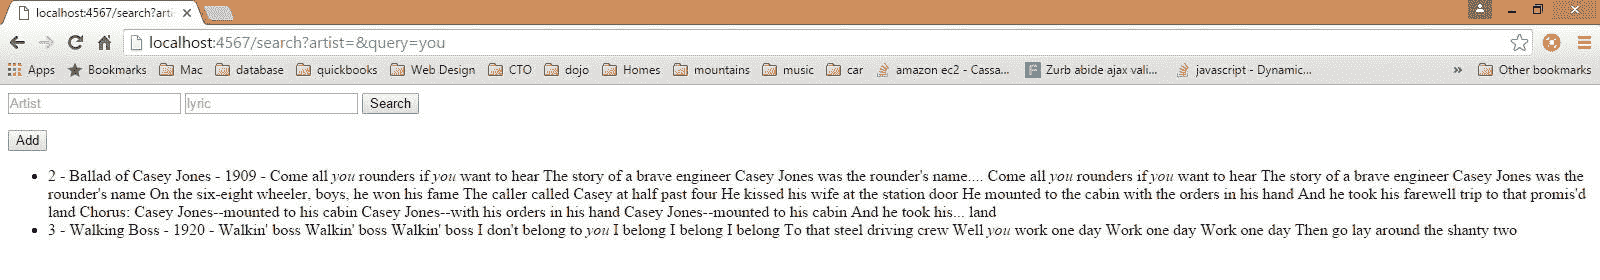 localhost:4567/search?arti
localhost:4567/search?artist=&query=you
Apps Bookmarks Mac database quickbooks Web Design CTO dojo Homes mountains music car amazon ec2 - Cassa... F Zurb abide ajax vali... javascript - Dynamic... » Other bookmarks
Artist lyric Search
Add
• 2 - Ballad of Casey Jones - 1909 - Come all you rounders if you want to hear The story of a brave engineer Casey Jones was the rounder's name.... Come all you rounders if you want to hear The story of a brave engineer Casey Jones was the
rounder's name On the six-eight wheeler, boys, he won his fame The caller called Casey at half past four He kissed his wife at the station door He mounted to the cabin with the orders in his hand And he took his farewell trip to that promis'd
land Chorus: Casey Jones--mounted to his cabin Casey Jones--with his orders in his hand Casey Jones--mounted to his cabin And he took his... land
• 3 - Walking Boss - 1920 - Walkin' boss Walkin' boss Walkin' boss I don't belong to you I belong I belong I belong To that steel driving crew Well you work one day Work one day Work one day Then go lay around the shanty two